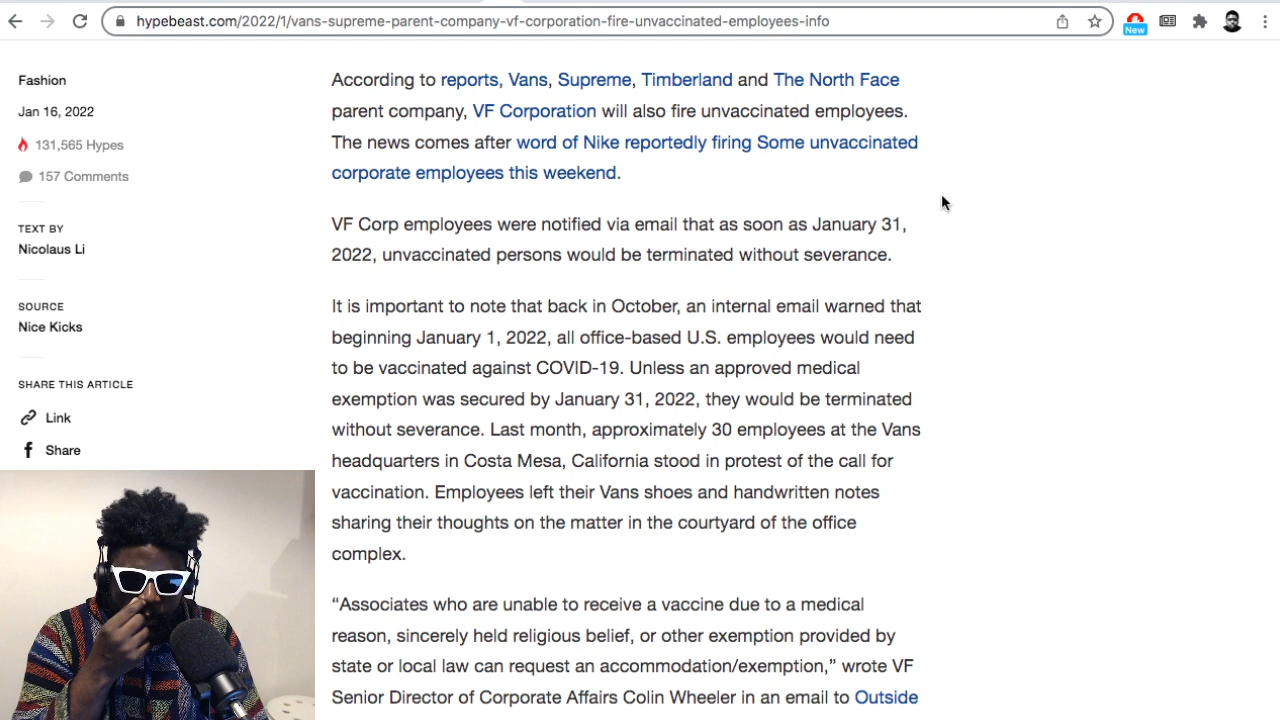 hypebeast.com/2022/1/vans-supreme-parent-company-vf-corporation-fire-unvaccinated-employees-info
New
Fashion
Jan 16, 2022
131,565 Hypes
157 Comments
TEXT BY
Nicolaus Li
SOURCE
Nice Kicks
SHARE THIS ARTICLE
Link
Share
According to reports, Vans, Supreme, Timberland and The North Face
parent company, VF Corporation will also fire unvaccinated employees.
The news comes after word of Nike reportedly firing Some unvaccinated
corporate employees this weekend.
VF Corp employees were notified via email that as soon as January 31,
2022, unvaccinated persons would be terminated without severance.
It is important to note that back in October, an internal email warned that
beginning January 1, 2022, all office-based U.S. employees would need
to be vaccinated against COVID-19. Unless an approved medical
exemption was secured by January 31, 2022, they would be terminated
without severance. Last month, approximately 30 employees at the Vans
headquarters in Costa Mesa, California stood in protest of the call for
vaccination. Employees left their Vans shoes and handwritten notes
sharing their thoughts on the matter in the courtyard of the office
complex.
“Associates who are unable to receive a vaccine due to a medical
reason, sincerely held religious belief, or other exemption provided by
state or local law can request an accommodation/exemption,” wrote VF
Senior Director of Corporate Affairs Colin Wheeler in an email to Outside